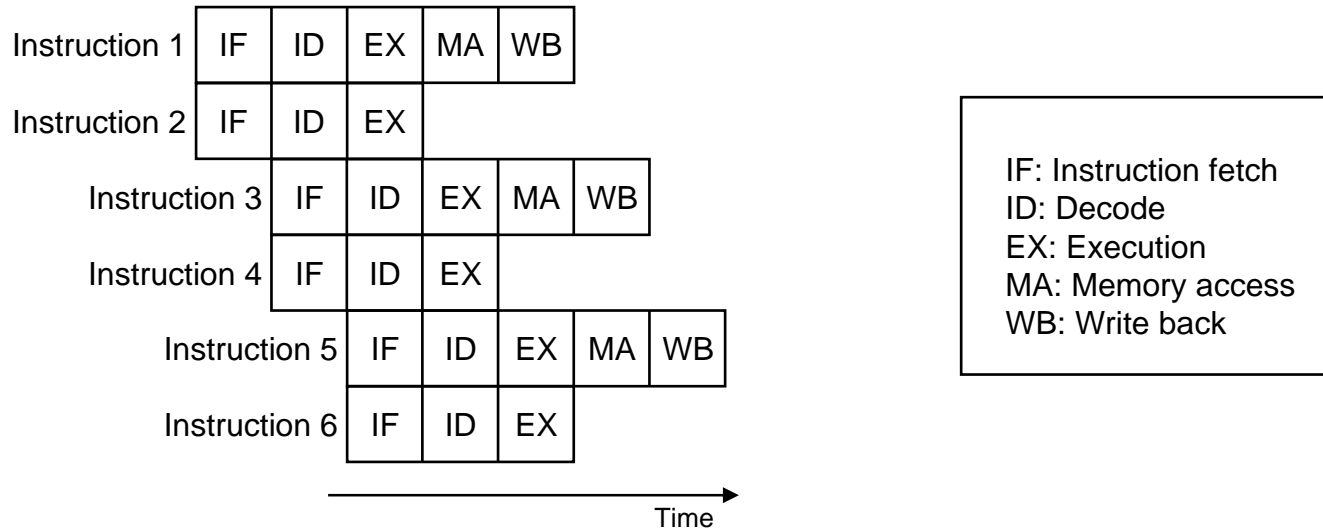 Instruction 1 IF ID EX MA WB
Instruction 2 IF ID EX
Instruction 3 IF ID EX MA WB
Instruction 4 IF ID EX
Instruction 5 IF ID EX MA WB
Instruction 6 IF ID EX
Time
IF: Instruction fetch
ID: Decode
EX: Execution
MA: Memory access
WB: Write back